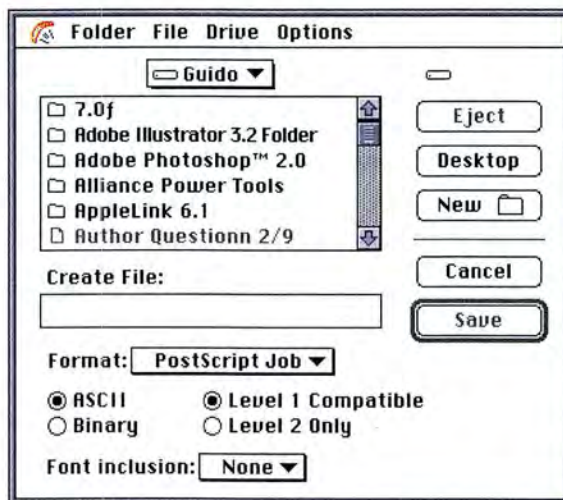 Folder File Drive Options
Guido
7.0ƒ
Adobe Illustrator 3.2 Folder
Adobe Photoshop™ 2.0
Alliance Power Tools
AppleLink 6.1
Author Questionn 2/9
Eject
Desktop
New
Create File:
Cancel
Save
Format: PostScript Job
ASCII
Level 1 Compatible
Binary
Level 2 Only
Font inclusion: None